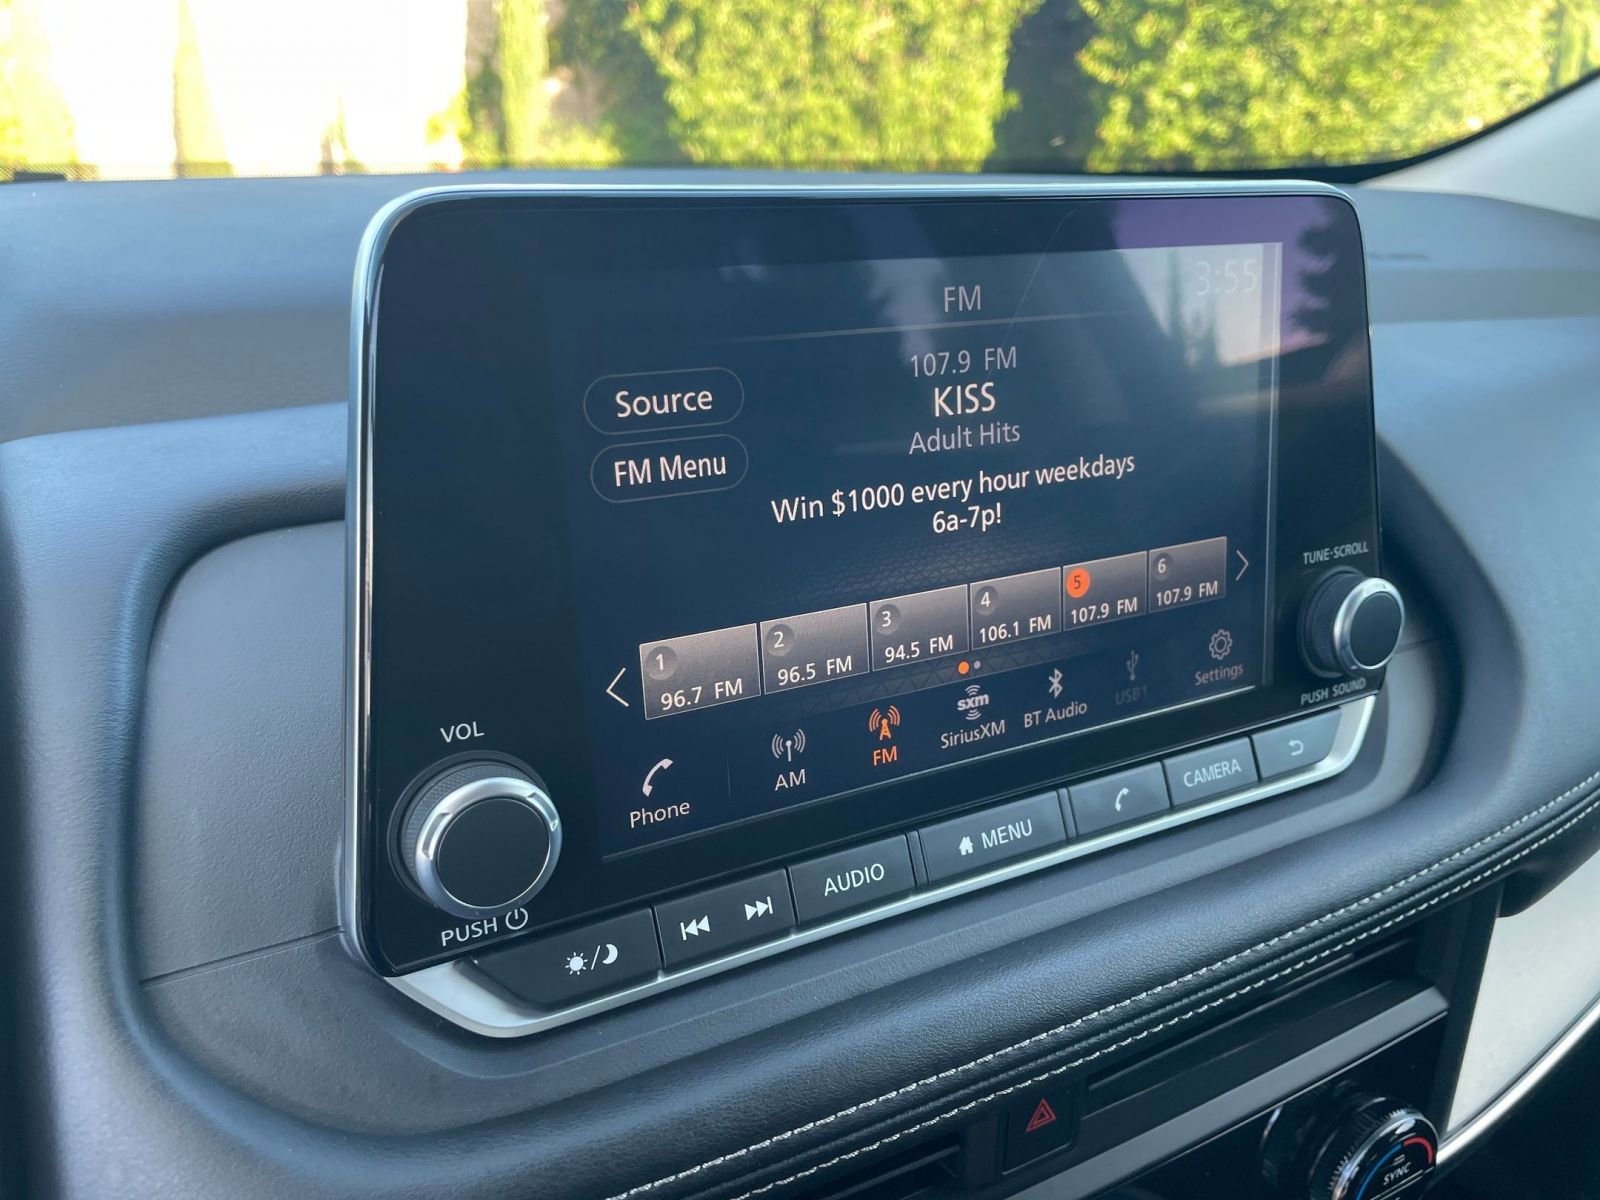 FM
3:55
107.9 FM
KISS
Adult Hits
Source
FM Menu
Win $1000 every hour weekdays
6a-7p!
TUNE·SCROLL
1 2 3 4 5 6
96.7 FM 96.5 FM 94.5 FM 106.1 FM 107.9 FM 107.9 FM
Phone AM FM sxm SiriusXM BT Audio USB1 Settings
PUSH SOUND
VOL
PUSH
AUDIO MENU CAMERA
SYNC